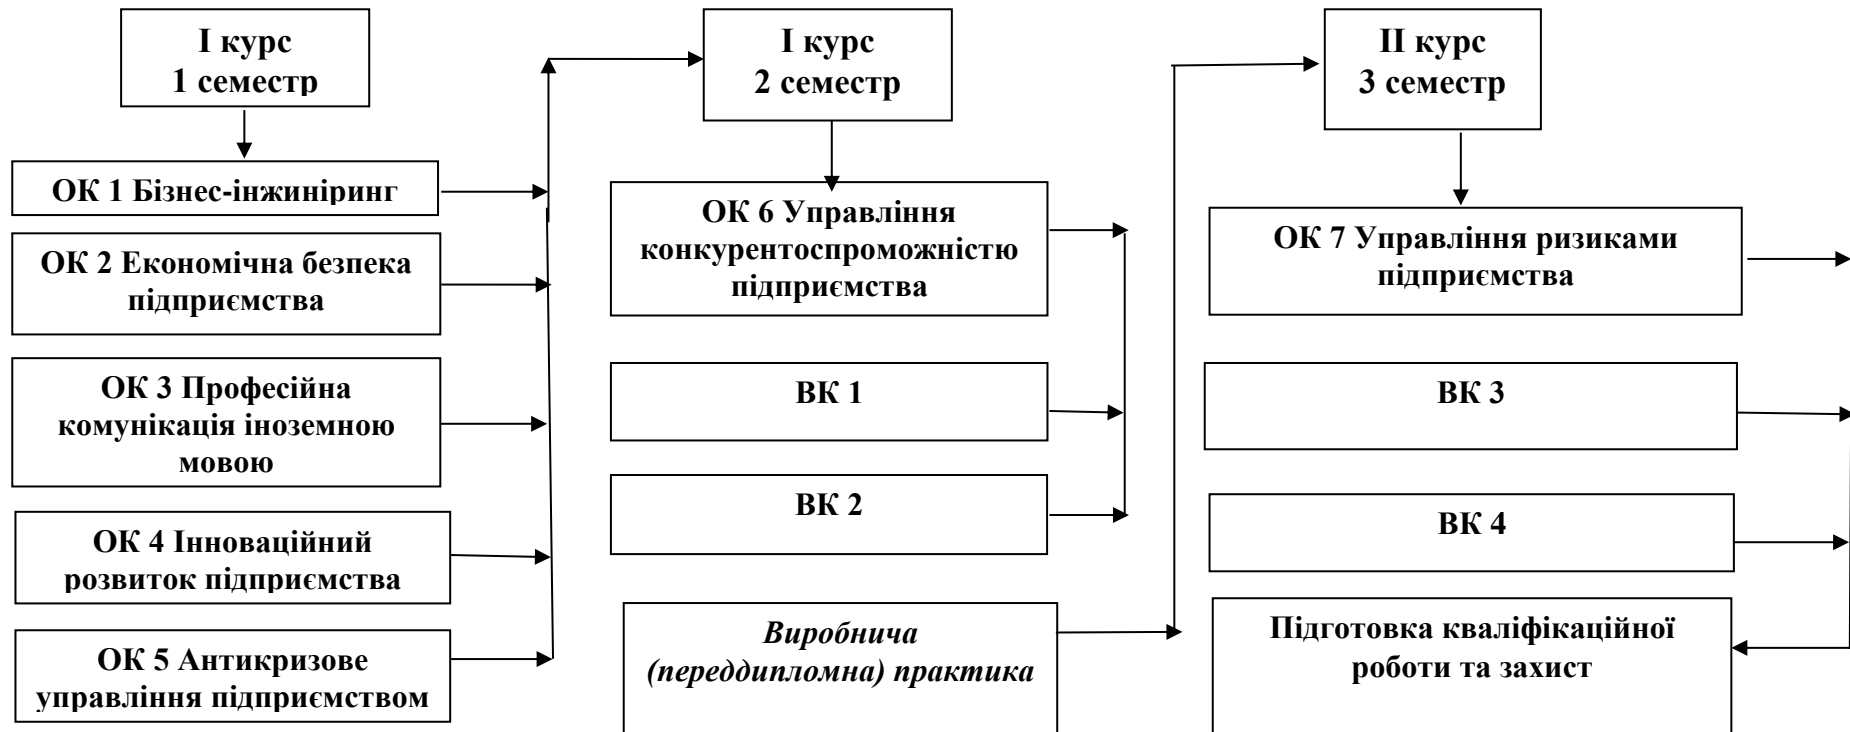 І курс
1 семестр
ОК 1 Бізнес-інжиніринг
ОК 2 Економічна безпека
підприємства
ОК 3 Професійна
комунікація іноземною
мовою
ОК 4 Інноваційний
розвиток підприємства
ОК 5 Антикризове
управління підприємством
І курс
2 семестр
ОК 6 Управління
конкурентоспроможністю
підприємства
ВК 1
ВК 2
Виробнича
(переддипломна) практика
ІІ курс
3 семестр
ОК 7 Управління ризиками
підприємства
ВК 3
ВК 4
Підготовка кваліфікаційної
роботи та захист